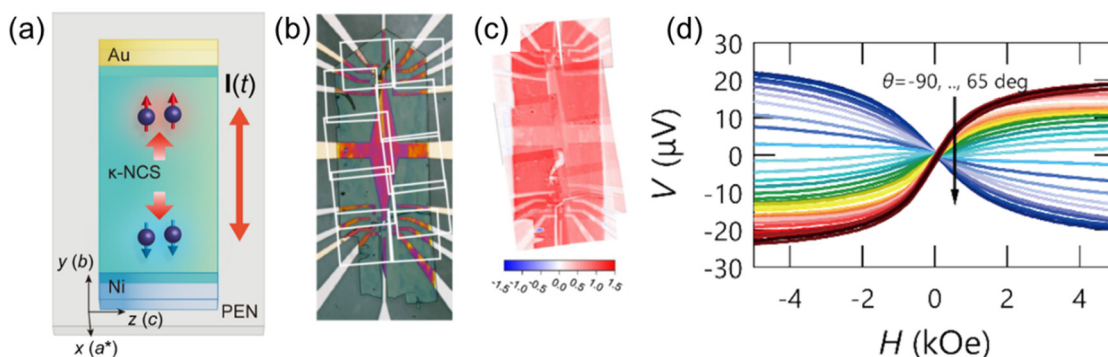 (a)
Au
I(t)
κ-NCS
y (b)
Ni
z (c)
PEN
x (a*)
(b)
(c)
-1.5
-1.0
-0.5
0.0
0.5
1.0
1.5
(d)
30
20
10
0
-10
-20
-30
V (μV)
θ=-90, .., 65 deg
-4
-2
0
2
4
H (kOe)